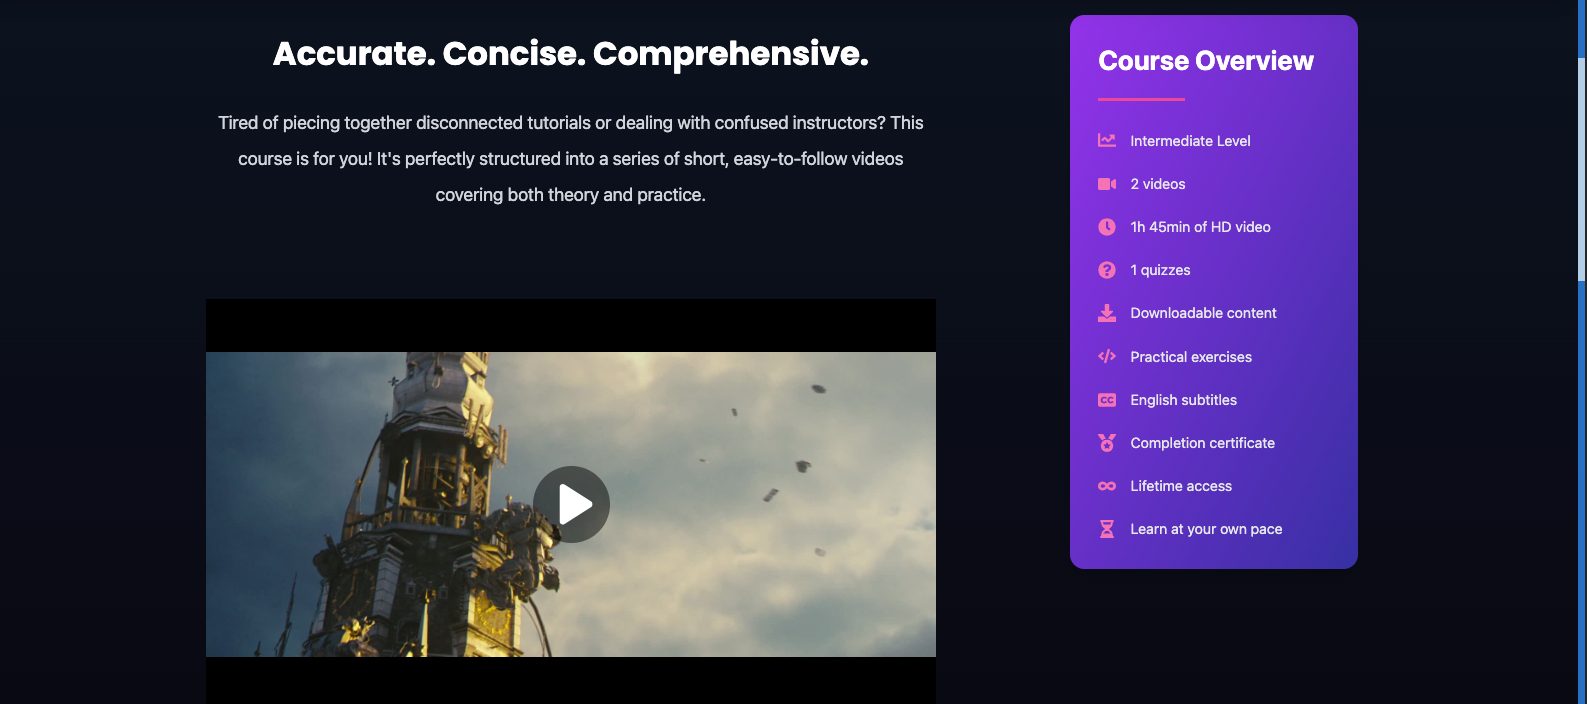 Accurate. Concise. Comprehensive.
Tired of piecing together disconnected tutorials or dealing with confused instructors? This
course is for you! It's perfectly structured into a series of short, easy-to-follow videos
covering both theory and practice.
Course Overview
Intermediate Level
2 videos
1h 45min of HD video
1 quizzes
Downloadable content
Practical exercises
CC English subtitles
Completion certificate
Lifetime access
Learn at your own pace